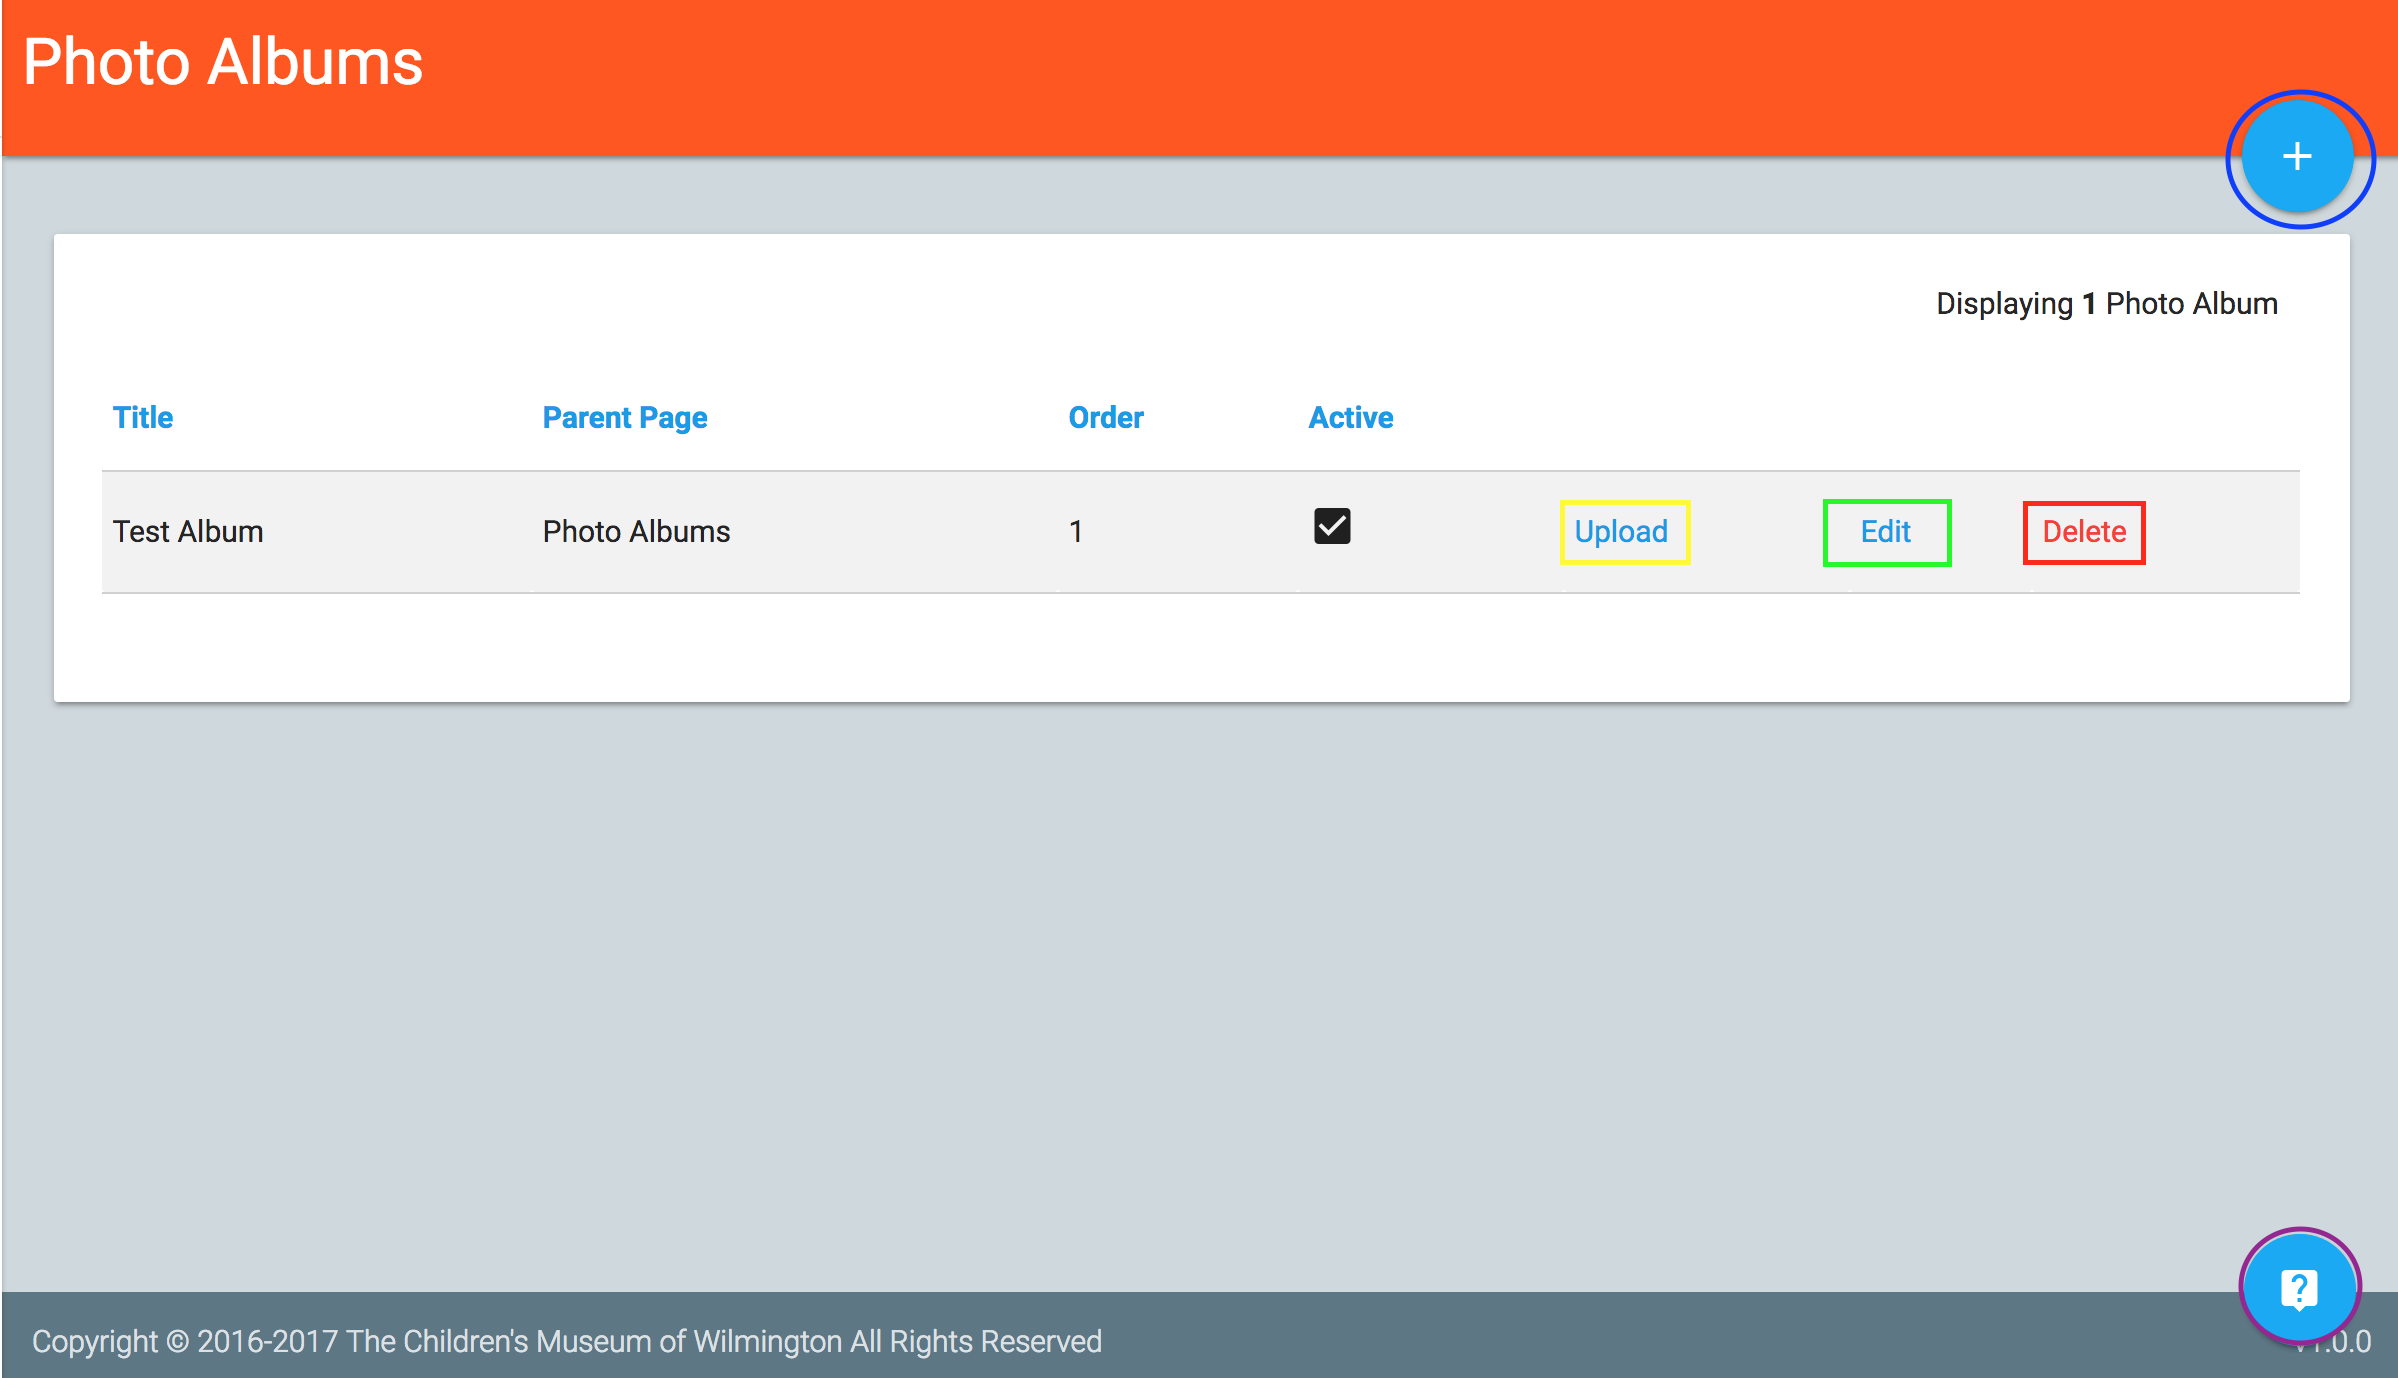 Photo Albums
+
Displaying 1 Photo Album
Title Parent Page Order Active
Test Album Photo Albums 1 Upload Edit Delete
?
Copyright © 2016-2017 The Children's Museum of Wilmington All Rights Reserved v1.0.0